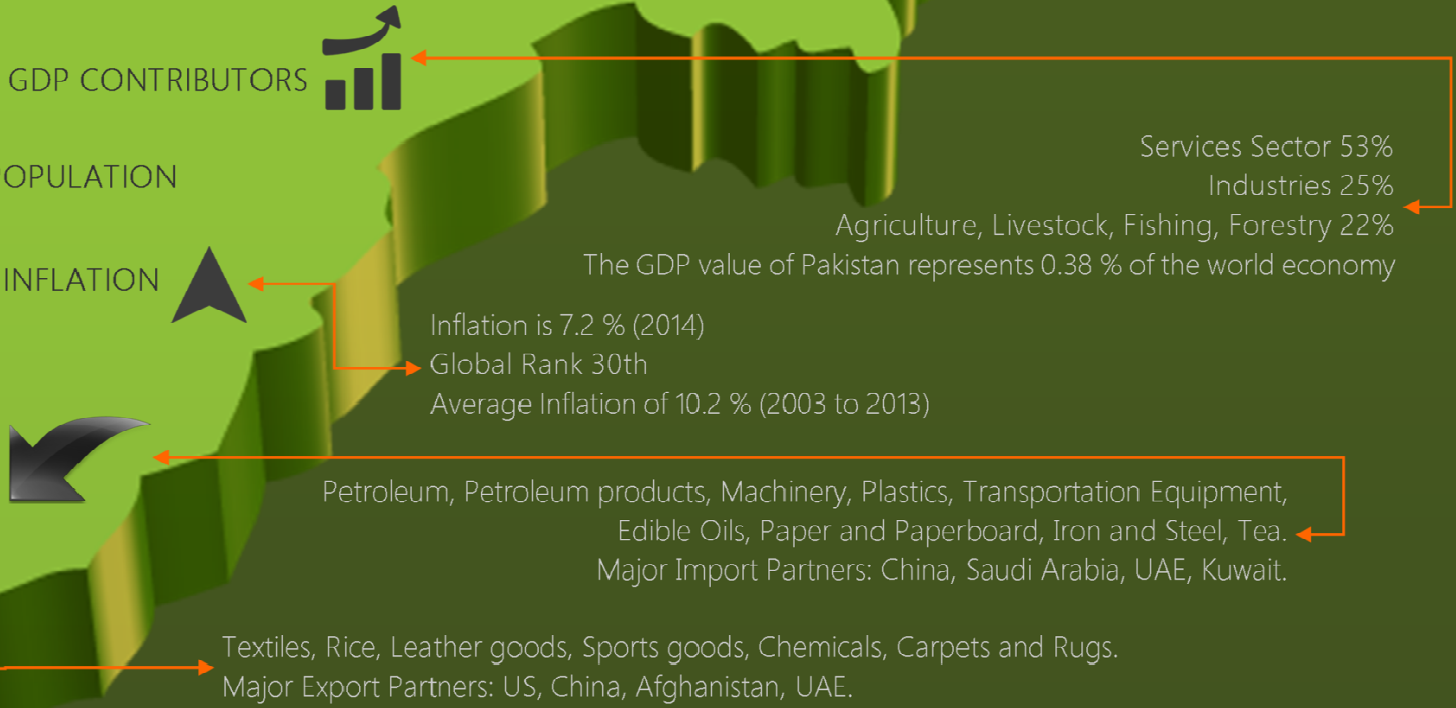 GDP CONTRIBUTORS
Services Sector 53%
Industries 25%
Agriculture, Livestock, Fishing, Forestry 22%
The GDP value of Pakistan represents 0.38 % of the world economy
OPULATION
INFLATION
Inflation is 7.2 % (2014)
Global Rank 30th
Average Inflation of 10.2 % (2003 to 2013)
Petroleum, Petroleum products, Machinery, Plastics, Transportation Equipment,
Edible Oils, Paper and Paperboard, Iron and Steel, Tea.
Major Import Partners: China, Saudi Arabia, UAE, Kuwait.
Textiles, Rice, Leather goods, Sports goods, Chemicals, Carpets and Rugs.
Major Export Partners: US, China, Afghanistan, UAE.